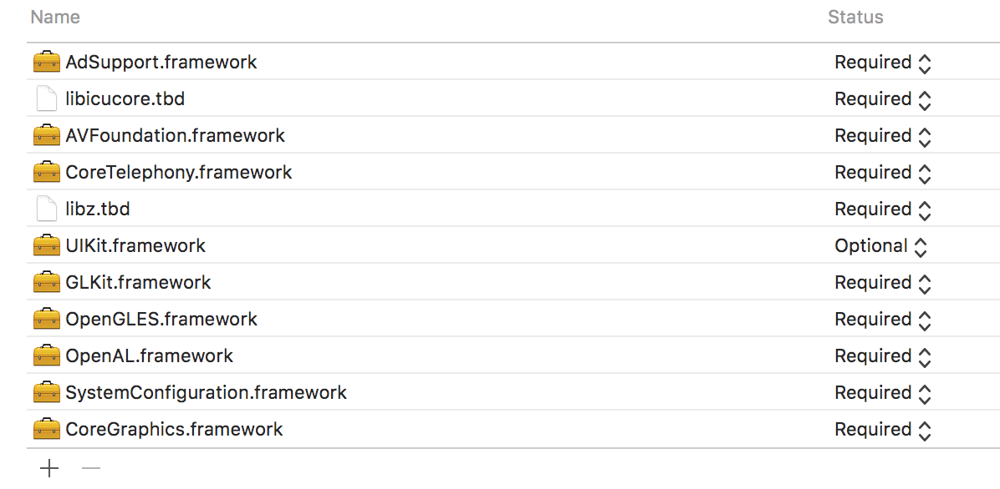 Name Status
AdSupport.framework Required
libicucore.tbd Required
AVFoundation.framework Required
CoreTelephony.framework Required
libz.tbd Required
UIKit.framework Optional
GLKit.framework Required
OpenGLES.framework Required
OpenAL.framework Required
SystemConfiguration.framework Required
CoreGraphics.framework Required